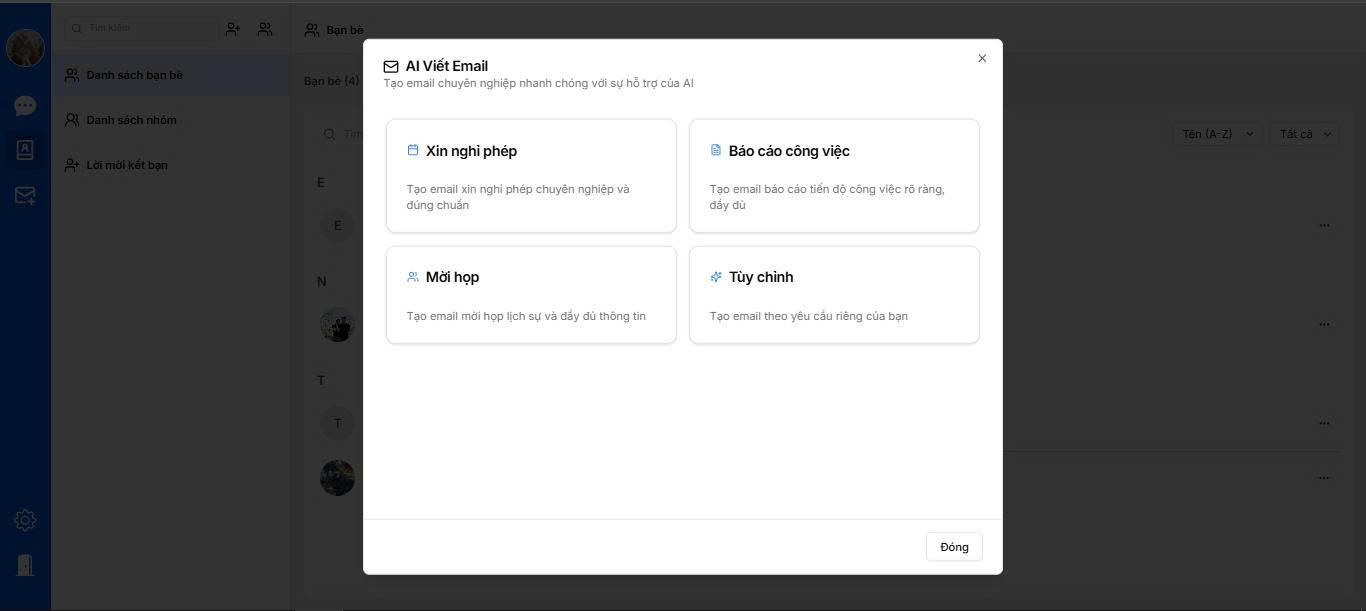 Tìm kiếm
Bạn bè
Danh sách bạn bè
Danh sách nhóm
Lời mời kết bạn
Bạn bè (4)
Tìm
Tên (A-Z)
Tất cả
E
E
N
T
T
AI Viết Email
Tạo email chuyên nghiệp nhanh chóng với sự hỗ trợ của AI
Xin nghỉ phép
Tạo email xin nghỉ phép chuyên nghiệp và
đúng chuẩn
Báo cáo công việc
Tạo email báo cáo tiến độ công việc rõ ràng,
đầy đủ
Mời họp
Tạo email mời họp lịch sự và đầy đủ thông tin
Tùy chỉnh
Tạo email theo yêu cầu riêng của bạn
Đóng